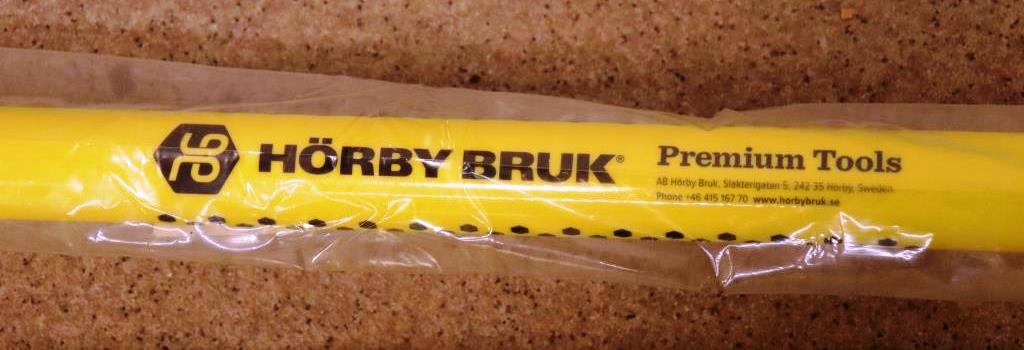 HÖRBY BRUK®
Premium Tools
AB Hörby Bruk, Slakterigatan 5, 242 35 Hörby, Sweden
Phone +46 415 167 70 www.horbybruk.se